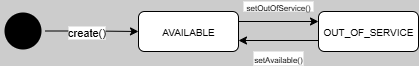 setOutOfService()
create()
AVAILABLE
OUT_OF_SERVICE
setAvailable()